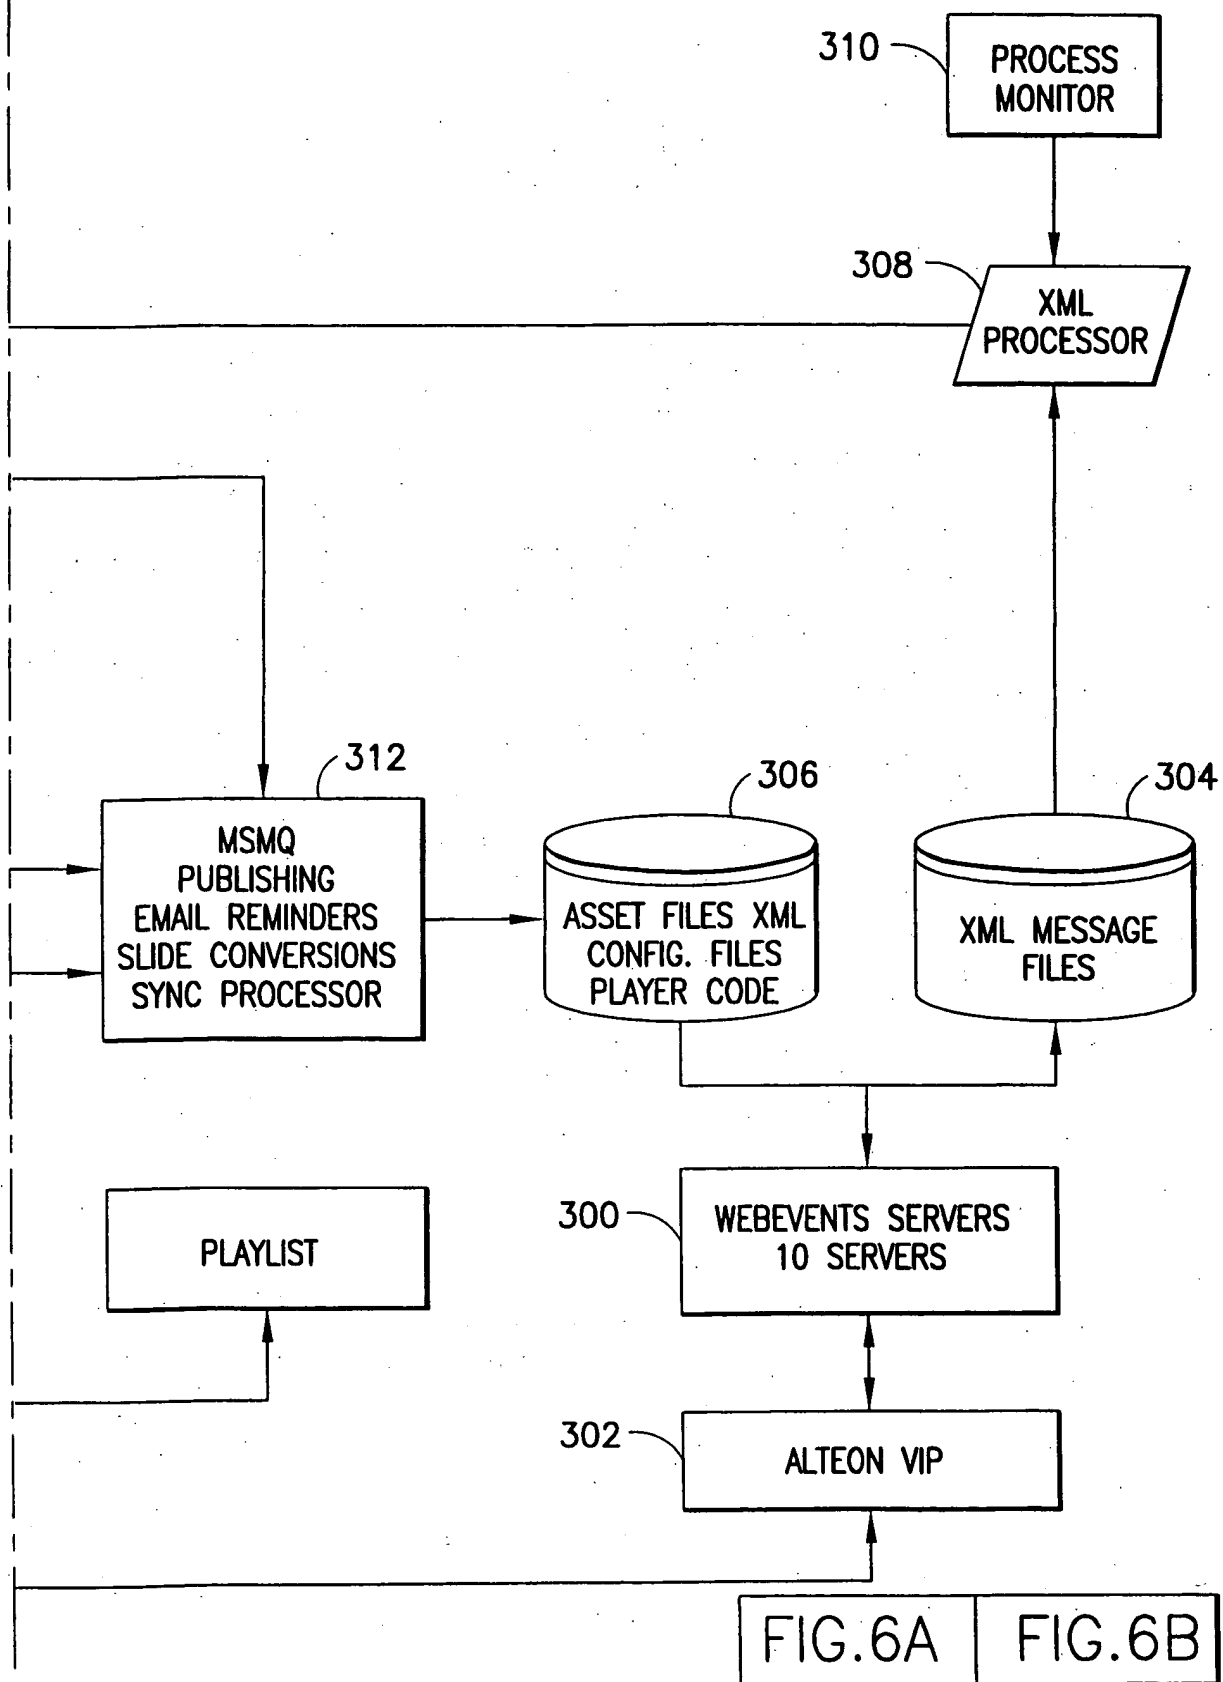 310
PROCESS
MONITOR
308
XML
PROCESSOR
312
MSMQ
PUBLISHING
EMAIL REMINDERS
SLIDE CONVERSIONS
SYNC PROCESSOR
306
ASSET FILES XML
CONFIG. FILES
PLAYER CODE
304
XML MESSAGE
FILES
PLAYLIST
300
WEBEVENTS SERVERS
10 SERVERS
302
ALTEON VIP
FIG.6A
FIG.6B